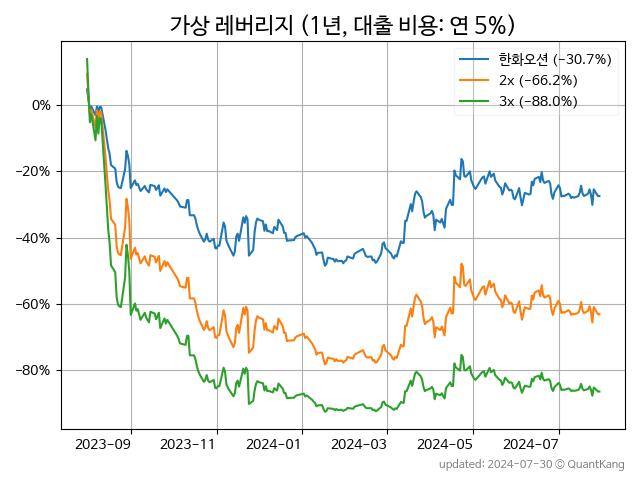 가상 레버리지 (1년, 대출 비용: 연 5%)
한화오션 (-30.7%)
2x (-66.2%)
3x (-88.0%)
0%
-20%
-40%
-60%
-80%
2023-09 2023-11 2024-01 2024-03 2024-05 2024-07
updated: 2024-07-30 © QuantKang